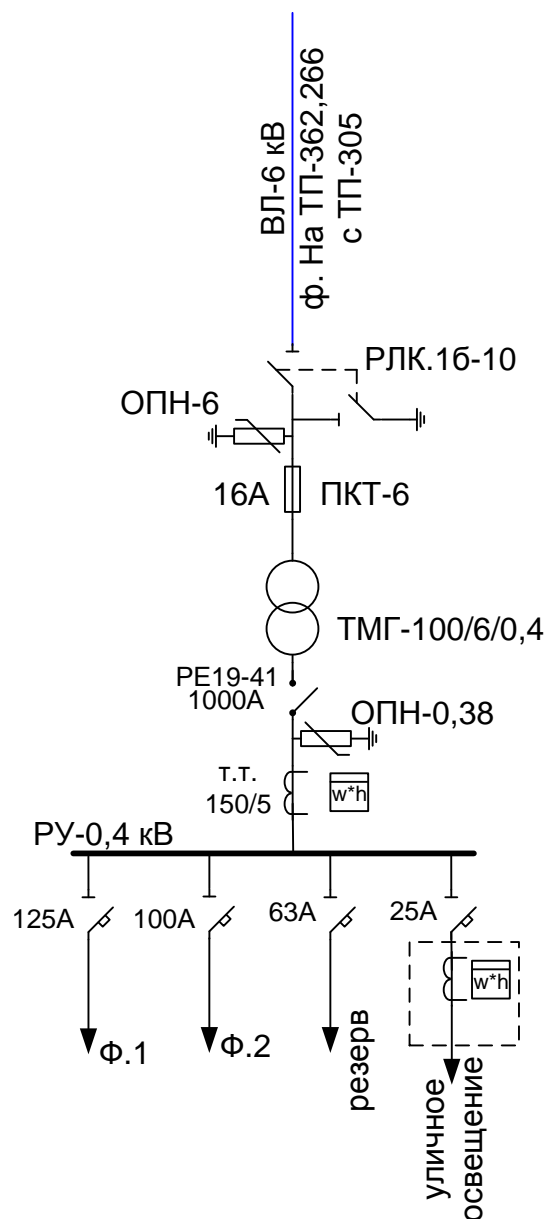 ВЛ-6 кВ
ф. На ТП-362,266
с ТП-305
РЛК.1б-10
ОПН-6
16А
ПКТ-6
ТМГ-100/6/0,4
РЕ19-41
1000А
ОПН-0,38
т.т.
150/5
w*h
РУ-0,4 кВ
125А
100А
63А
25А
w*h
Ф.1
Ф.2
резерв
уличное
освещение